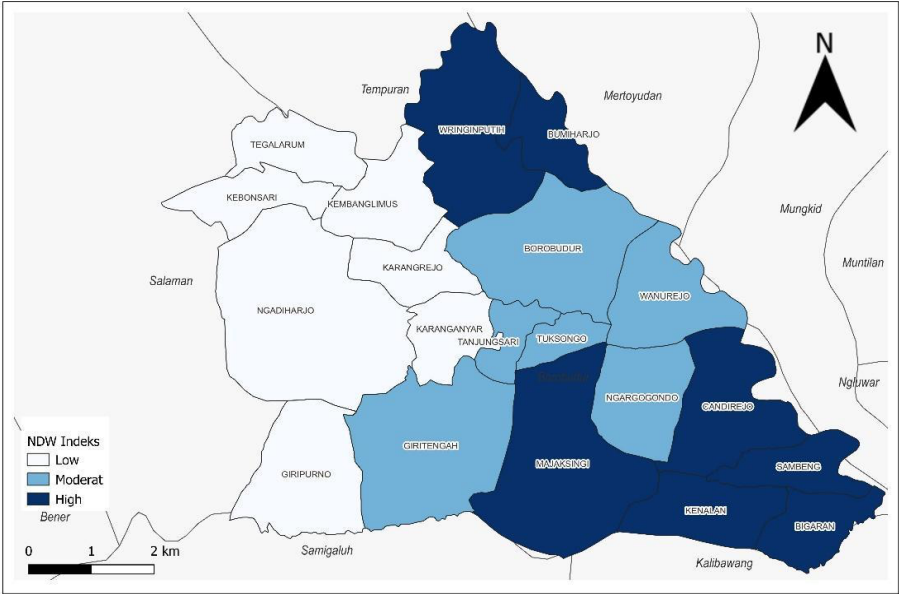 N
Tempuran
Mertoyudan
WRINGINPUTIH
BUMIHARJO
TEGALARUM
KEBONSARI
KEMBANGLIMUS
Mungkid
BOROBUDUR
Muntilan
KARANGREJO
Salaman
WANUREJO
NGADIHARJO
KARANGANYAR
TANJUNGSARI
TUKSONGO
Ngluwar
NGARGOGONDO
CANDIREJO
GIRITENGAH
MAJAKSINGI
SAMBENG
GIRIPURNO
KENALAN
BIGARAN
NDW Indeks
Low
Moderat
High
Bener
Samigaluh
Kalibawang
0 1 2 km